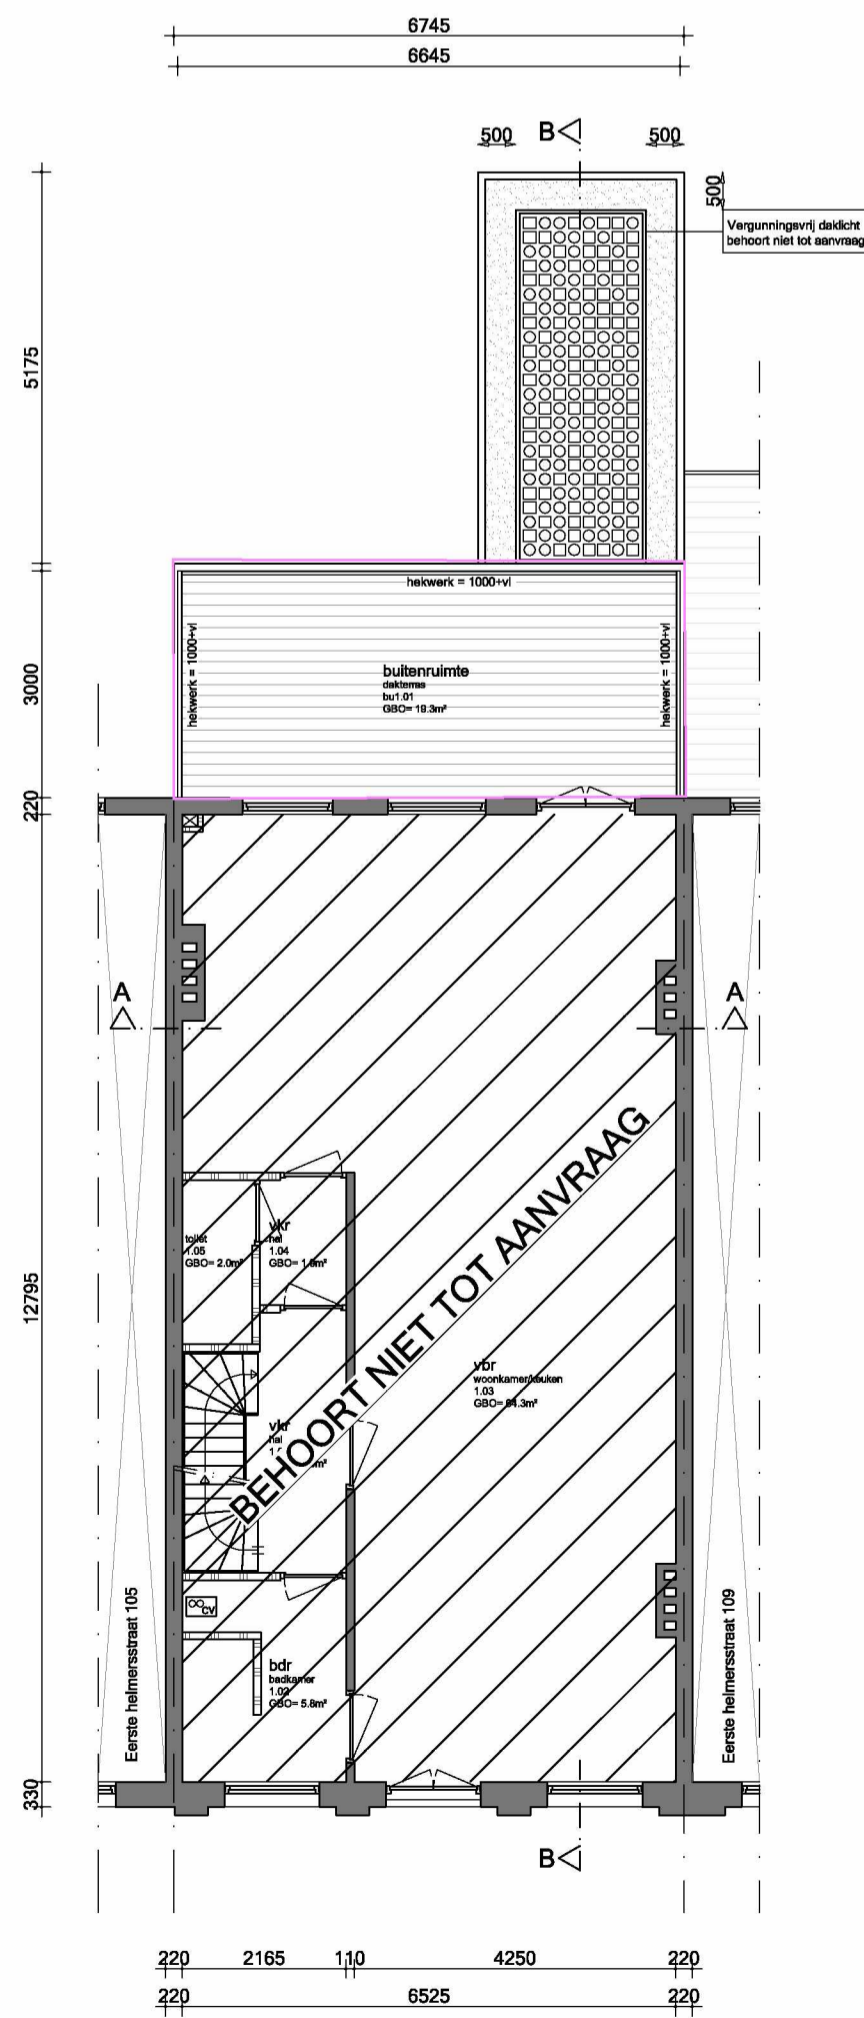 6745
6645
500
B
500
500
Vergunningsvrij daklicht
behoort niet tot aanvraag
5175
hekwerk = 1000+vl
hekwerk = 1000+vl
hekwerk = 1000+vl
buitenruimte
dakterras
bu1.01
GBO= 19.3m²
3000
220
A
A
12795
toilet
1.05
GBO= 2.0m²
vkr
hal
1.04
vbr
woonkamer/keuken
1.03
vkr
hal
BEHOORT NIET TOT AANVRAAG
CV
bdr
badkamer
1.02
GBO= 5.8m²
Eerste helmersstraat 105
Eerste helmersstraat 109
330
B
220
2165
110
4250
220
220
6525
220